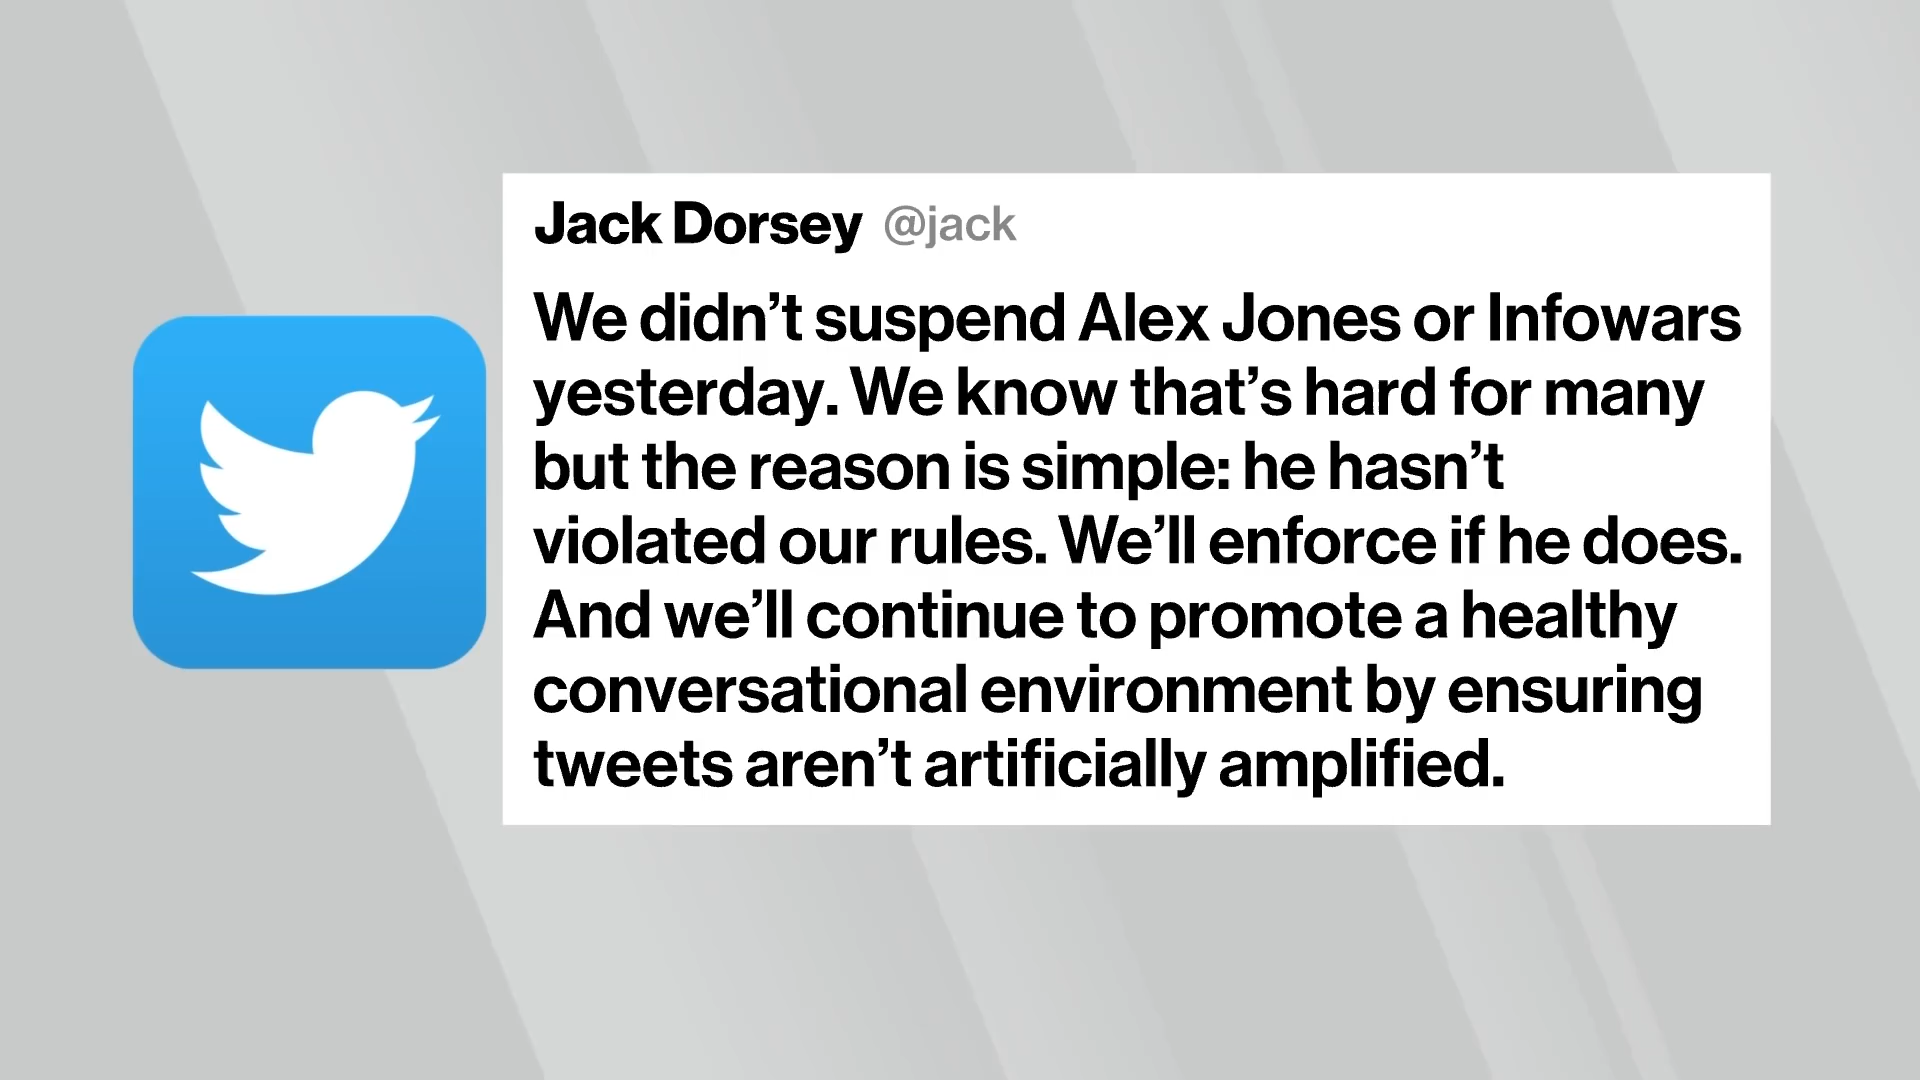 Jack Dorsey @jack
We didn’t suspend Alex Jones or Infowars
yesterday. We know that’s hard for many
but the reason is simple: he hasn’t
violated our rules. We’ll enforce if he does.
And we’ll continue to promote a healthy
conversational environment by ensuring
tweets aren’t artificially amplified.